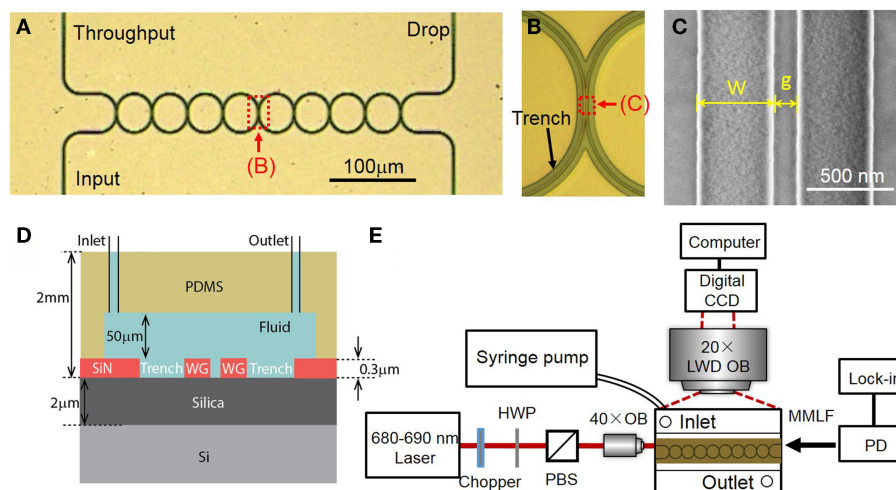 A
Throughput
Drop
(B)
100μm
Input
B
(C)
Trench
C
W
g
500 nm
D
Inlet
Outlet
2mm
PDMS
50μm
Fluid
SiN
Trench
WG
WG
Trench
0.3μm
2μm
Silica
Si
E
Computer
Digital
CCD
20×
LWD OB
Syringe pump
Lock-in
HWP
40×OB
Inlet
MMLF
680-690 nm
Laser
PD
Chopper
PBS
Outlet